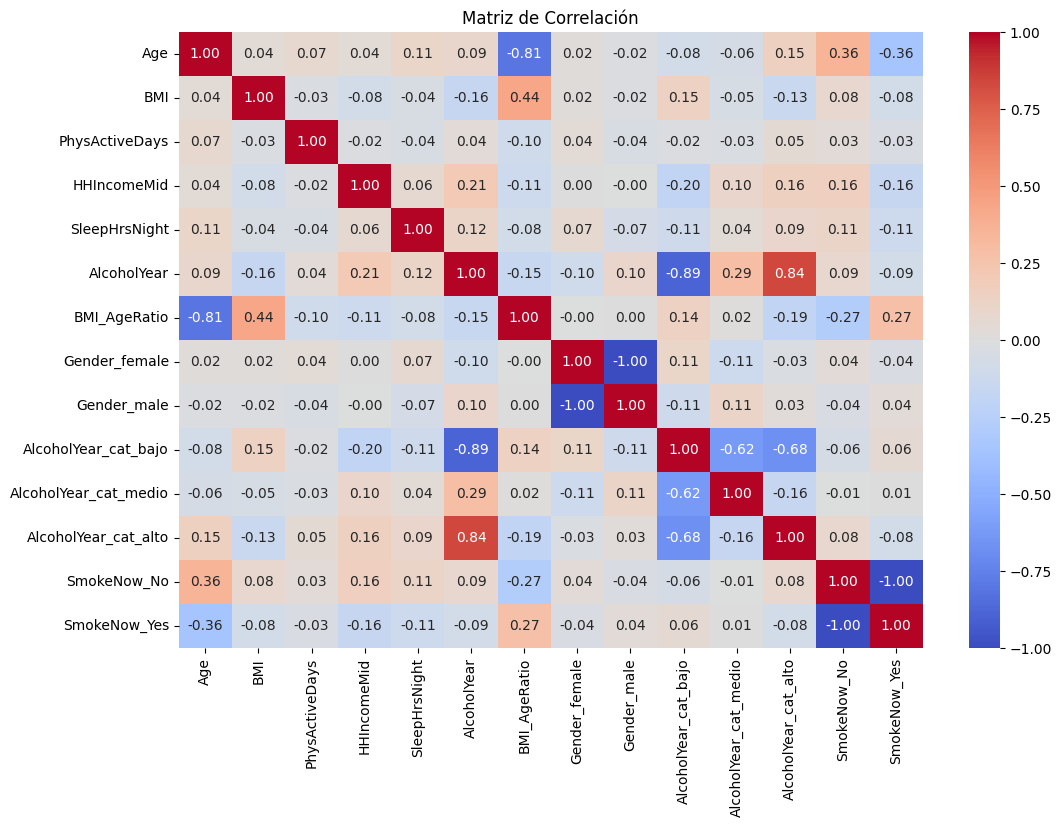 Matriz de Correlación
Age 1.00 0.04 0.07 0.04 0.11 0.09 -0.81 0.02 -0.02 -0.08 -0.06 0.15 0.36 -0.36
BMI 0.04 1.00 -0.03 -0.08 -0.04 -0.16 0.44 0.02 -0.02 0.15 -0.05 -0.13 0.08 -0.08
PhysActiveDays 0.07 -0.03 1.00 -0.02 -0.04 0.04 -0.10 0.04 -0.04 -0.02 -0.03 0.05 0.03 -0.03
HHIncomeMid 0.04 -0.08 -0.02 1.00 0.06 0.21 -0.11 0.00 -0.00 -0.20 0.10 0.16 0.16 -0.16
SleepHrsNight 0.11 -0.04 -0.04 0.06 1.00 0.12 -0.08 0.07 -0.07 -0.11 0.04 0.09 0.11 -0.11
AlcoholYear 0.09 -0.16 0.04 0.21 0.12 1.00 -0.15 -0.10 0.10 -0.89 0.29 0.84 0.09 -0.09
BMI_AgeRatio -0.81 0.44 -0.10 -0.11 -0.08 -0.15 1.00 -0.00 0.00 0.14 0.02 -0.19 -0.27 0.27
Gender_female 0.02 0.02 0.04 0.00 0.07 -0.10 -0.00 1.00 -1.00 0.11 -0.11 -0.03 0.04 -0.04
Gender_male -0.02 -0.02 -0.04 -0.00 -0.07 0.10 0.00 -1.00 1.00 -0.11 0.11 0.03 -0.04 0.04
AlcoholYear_cat_bajo -0.08 0.15 -0.02 -0.20 -0.11 -0.89 0.14 0.11 -0.11 1.00 -0.62 -0.68 -0.06 0.06
AlcoholYear_cat_medio -0.06 -0.05 -0.03 0.10 0.04 0.29 0.02 -0.11 0.11 -0.62 1.00 -0.16 -0.01 0.01
AlcoholYear_cat_alto 0.15 -0.13 0.05 0.16 0.09 0.84 -0.19 -0.03 0.03 -0.68 -0.16 1.00 0.08 -0.08
SmokeNow_No 0.36 0.08 0.03 0.16 0.11 0.09 -0.27 0.04 -0.04 -0.06 -0.01 0.08 1.00 -1.00
SmokeNow_Yes -0.36 -0.08 -0.03 -0.16 -0.11 -0.09 0.27 -0.04 0.04 0.06 0.01 -0.08 -1.00 1.00
Age
BMI
PhysActiveDays
HHIncomeMid
SleepHrsNight
AlcoholYear
BMI_AgeRatio
Gender_female
Gender_male
AlcoholYear_cat_bajo
AlcoholYear_cat_medio
AlcoholYear_cat_alto
SmokeNow_No
SmokeNow_Yes
1.00
0.75
0.50
0.25
0.00
−0.25
−0.50
−0.75
−1.00